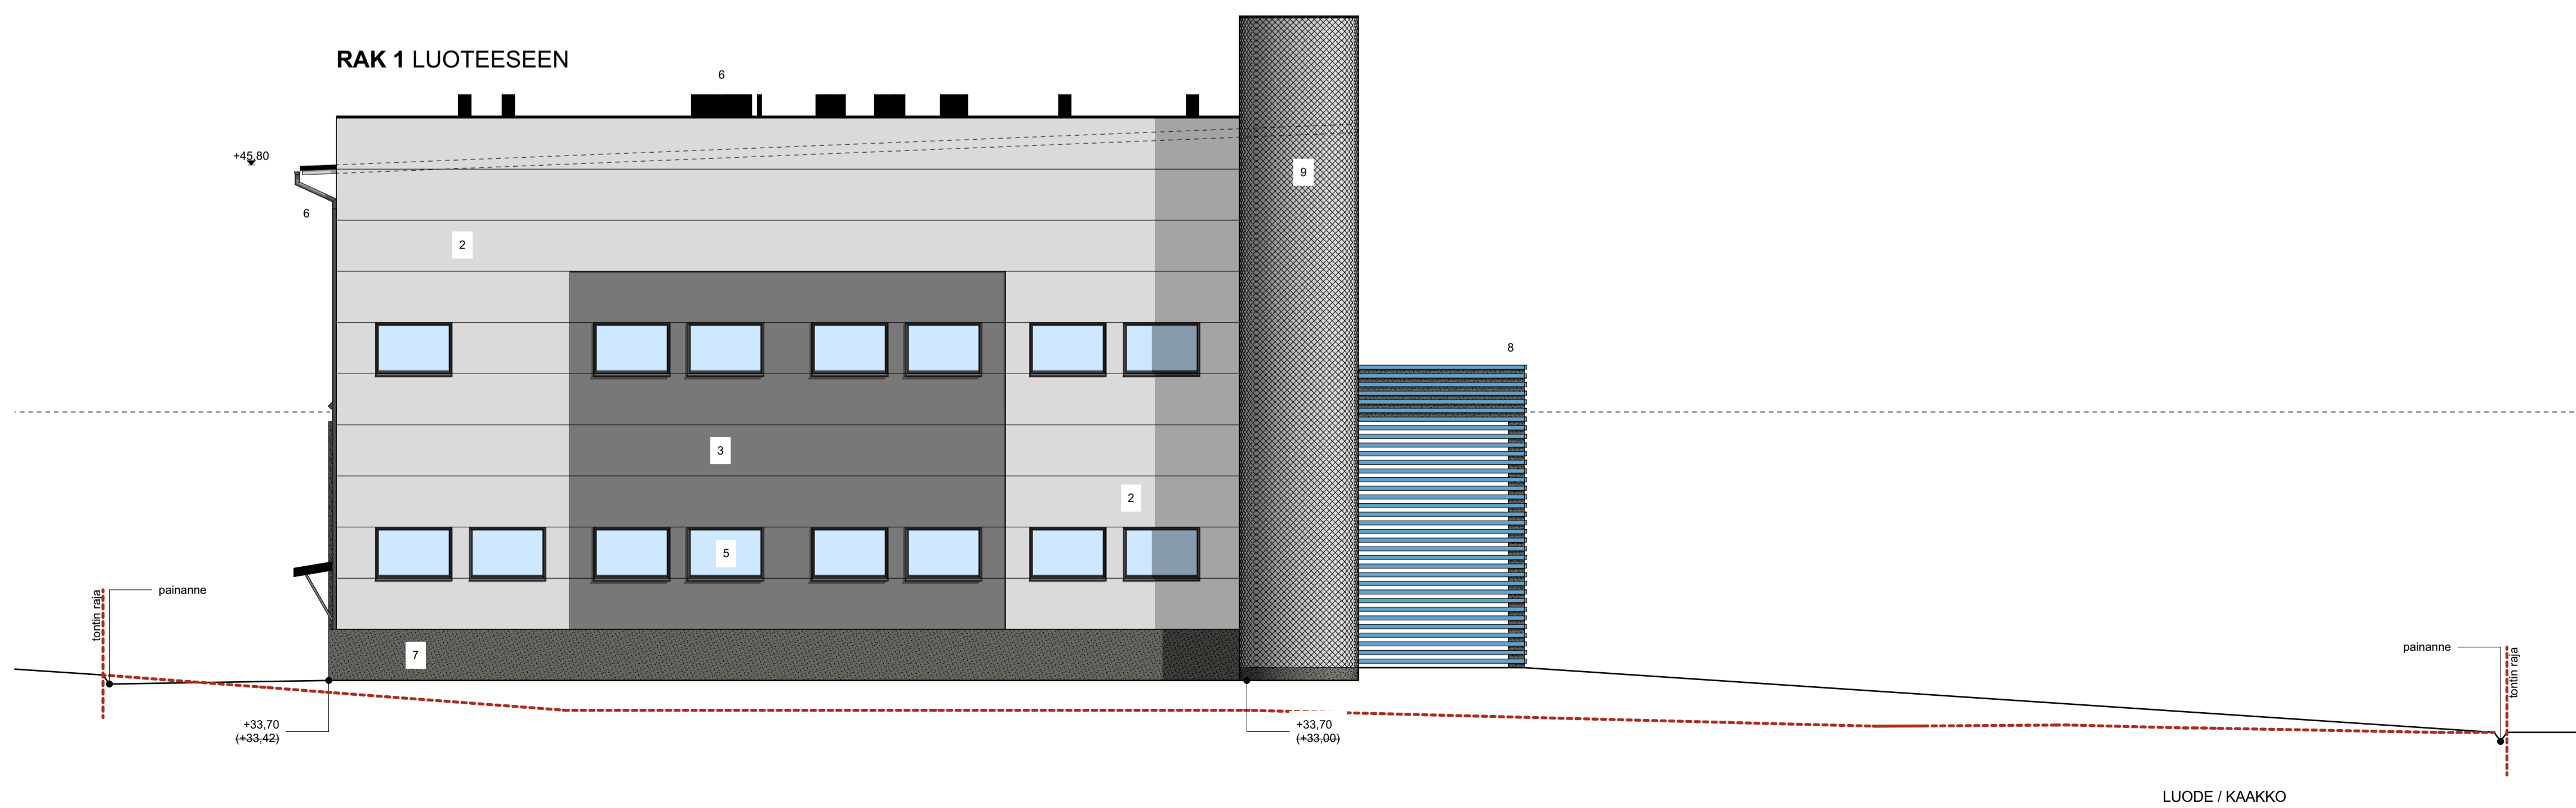 RAK 1 LUOTEESEEN
6
+45,80
9
6
2
8
3
2
5
painanne
tontin raja
7
painanne
tontin raja
+33,70
(+33,42)
+33,70
(+33,00)
LUODE / KAAKKO